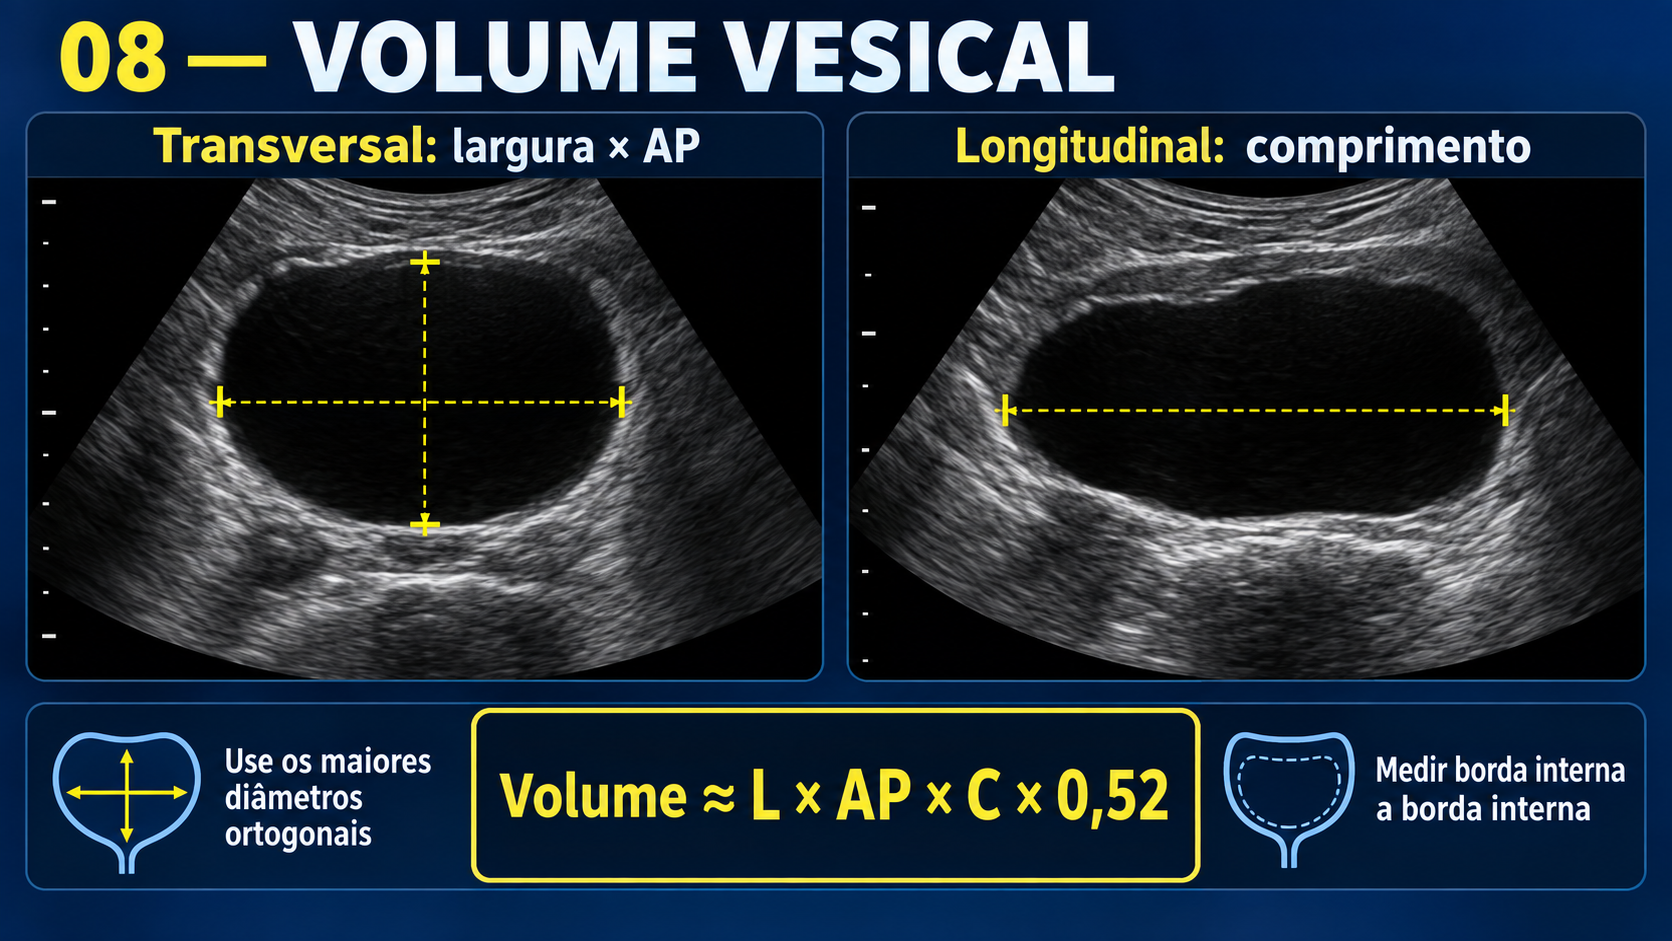 08 — VOLUME VESICAL
Transversal: largura × AP
Longitudinal: comprimento
Use os maiores
diâmetros
ortogonais
Volume ≈ L × AP × C × 0,52
Medir borda interna
a borda interna